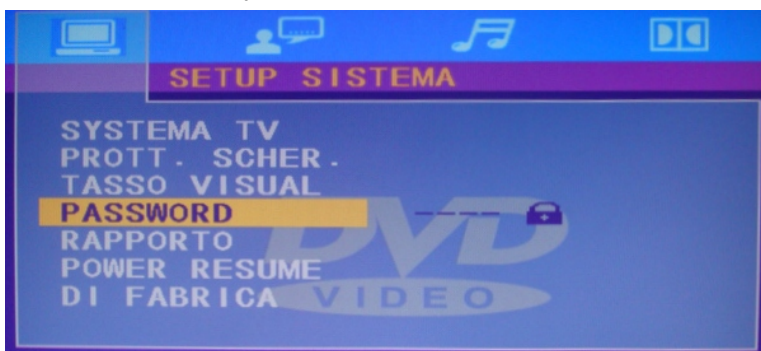 SETUP SISTEMA
SYSTEMA TV
PROTT. SCHER.
TASSO VISUAL
PASSWORD ----
RAPPORTO
POWER RESUME
DI FABRICA
DVD
VIDEO